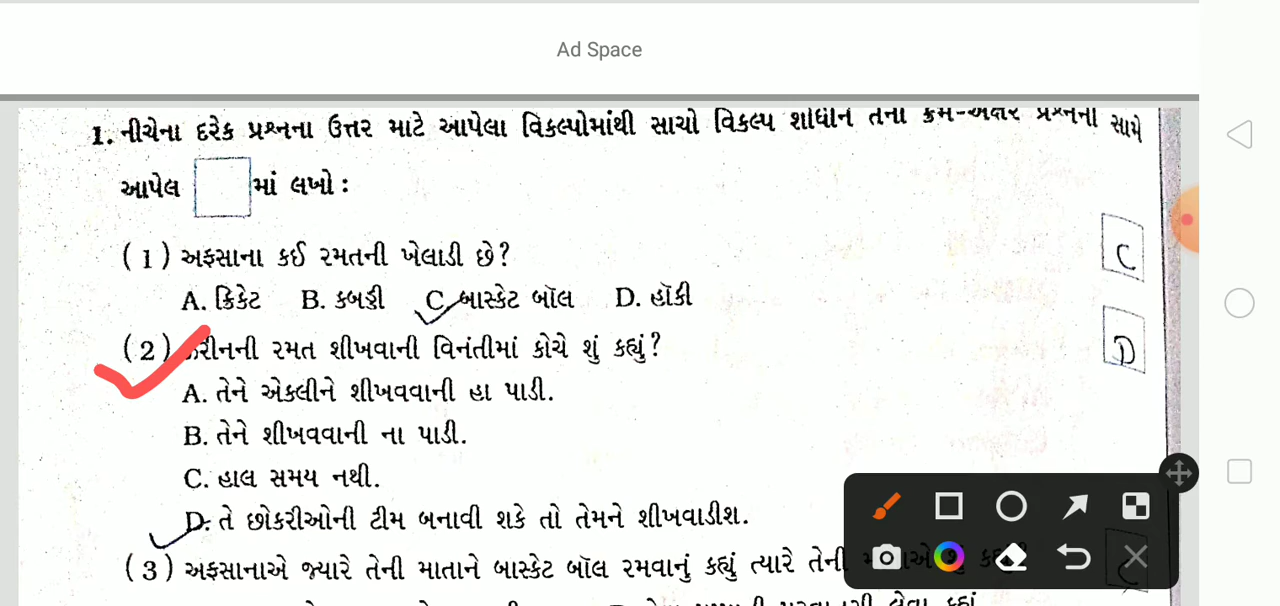 Ad Space
1. નીચેના દરેક પ્રશ્નના ઉત્તર માટે આપેલા વિકલ્પોમાંથી સાચો વિકલ્પ શોધીને તેનો ક્રમ-અક્ષર પ્રશ્નની સામે
આપેલ માં લખો :
( 1 ) અફસાના કઈ રમતની ખેલાડી છે? C
A. ક્રિકેટ B. કબડ્ડી C. બાસ્કેટ બૉલ D. હૉકી
( 2 ) રમત શીખવાની વિનંતીમાં કોચે શું કહ્યું? D
A. તેને એકલીને શીખવવાની હા પાડી.
B. તેને શીખવવાની ના પાડી.
C. હાલ સમય નથી.
D. તે છોકરીઓની ટીમ બનાવી શકે તો તેમને શીખવાડીશ.
( 3 ) અફસાનાએ જ્યારે તેની માતાને બાસ્કેટ બૉલ રમવાનું કહ્યું ત્યારે તેની